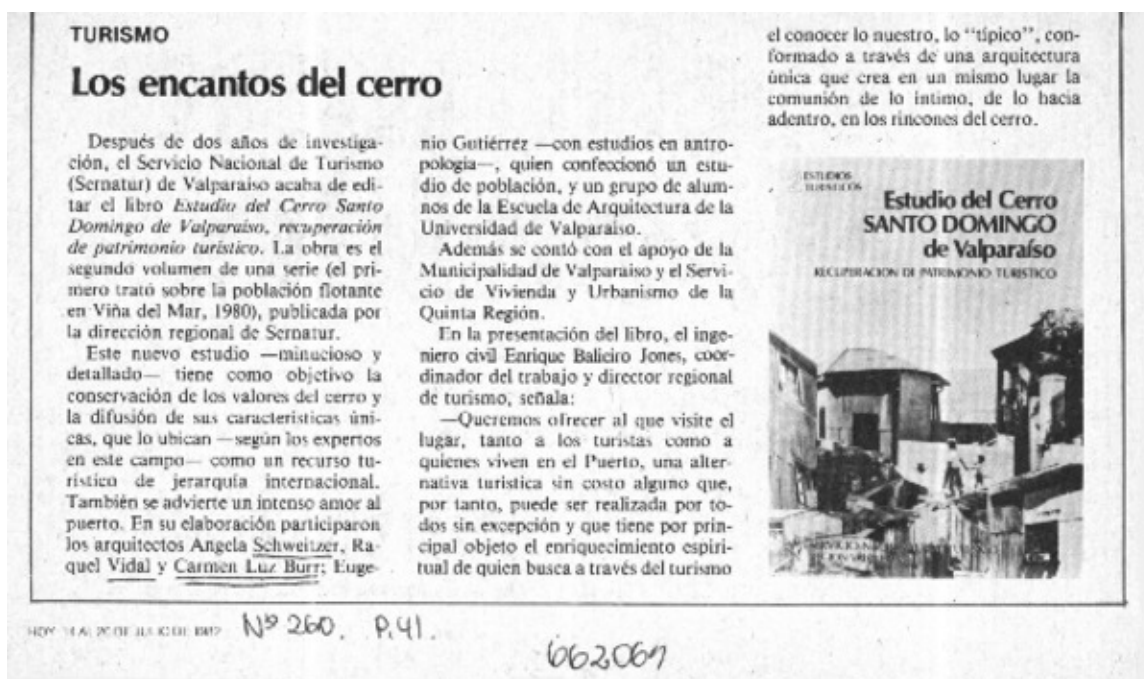 TURISMO
Los encantos del cerro
Después de dos años de investiga-
ción, el Servicio Nacional de Turismo
(Sernatur) de Valparaíso acaba de edi-
tar el libro Estudio del Cerro Santo
Domingo de Valparaíso, recuperación
de patrimonio turístico. La obra es el
segundo volumen de una serie (el pri-
mero trató sobre la población flotante
en Viña del Mar, 1980), publicada por
la dirección regional de Sernatur.
Este nuevo estudio —minucioso y
detallado— tiene como objetivo la
conservación de los valores del cerro y
la difusión de sus características úni-
cas, que lo ubican —según los expertos
en este campo— como un recurso tu-
rístico de jerarquía internacional.
También se advierte un intenso amor al
puerto. En su elaboración participaron
los arquitectos Angela Schweitzer, Ra-
quel Vidal y Carmen Luz Burr; Euge-
nio Gutiérrez —con estudios en antro-
pología—, quien confeccionó un estu-
dio de población, y un grupo de alum-
nos de la Escuela de Arquitectura de la
Universidad de Valparaíso.
Además se contó con el apoyo de la
Municipalidad de Valparaíso y el Servi-
cio de Vivienda y Urbanismo de la
Quinta Región.
En la presentación del libro, el inge-
niero civil Enrique Baliciro Jones, coor-
dinador del trabajo y director regional
de turismo, señala:
—Queremos ofrecer al que visite el
lugar, tanto a los turistas como a
quienes viven en el Puerto, una alter-
nativa turística sin costo alguno que,
por tanto, puede ser realizada por to-
dos sin excepción y que tiene por prin-
cipal objeto el enriquecimiento espiri-
tual de quien busca a través del turismo
el conocer lo nuestro, lo “típico”, con-
formado a través de una arquitectura
única que crea en un mismo lugar la
comunión de lo íntimo, de lo hacia
adentro, en los rincones del cerro.
ESTUDIOS
TURISTICOS
Estudio del Cerro
SANTO DOMINGO
de Valparaíso
RECUPERACION DE PATRIMONIO TURISTICO
SERVICIO
HOY DE JULIO DE
Nº 260. P.41.
662067